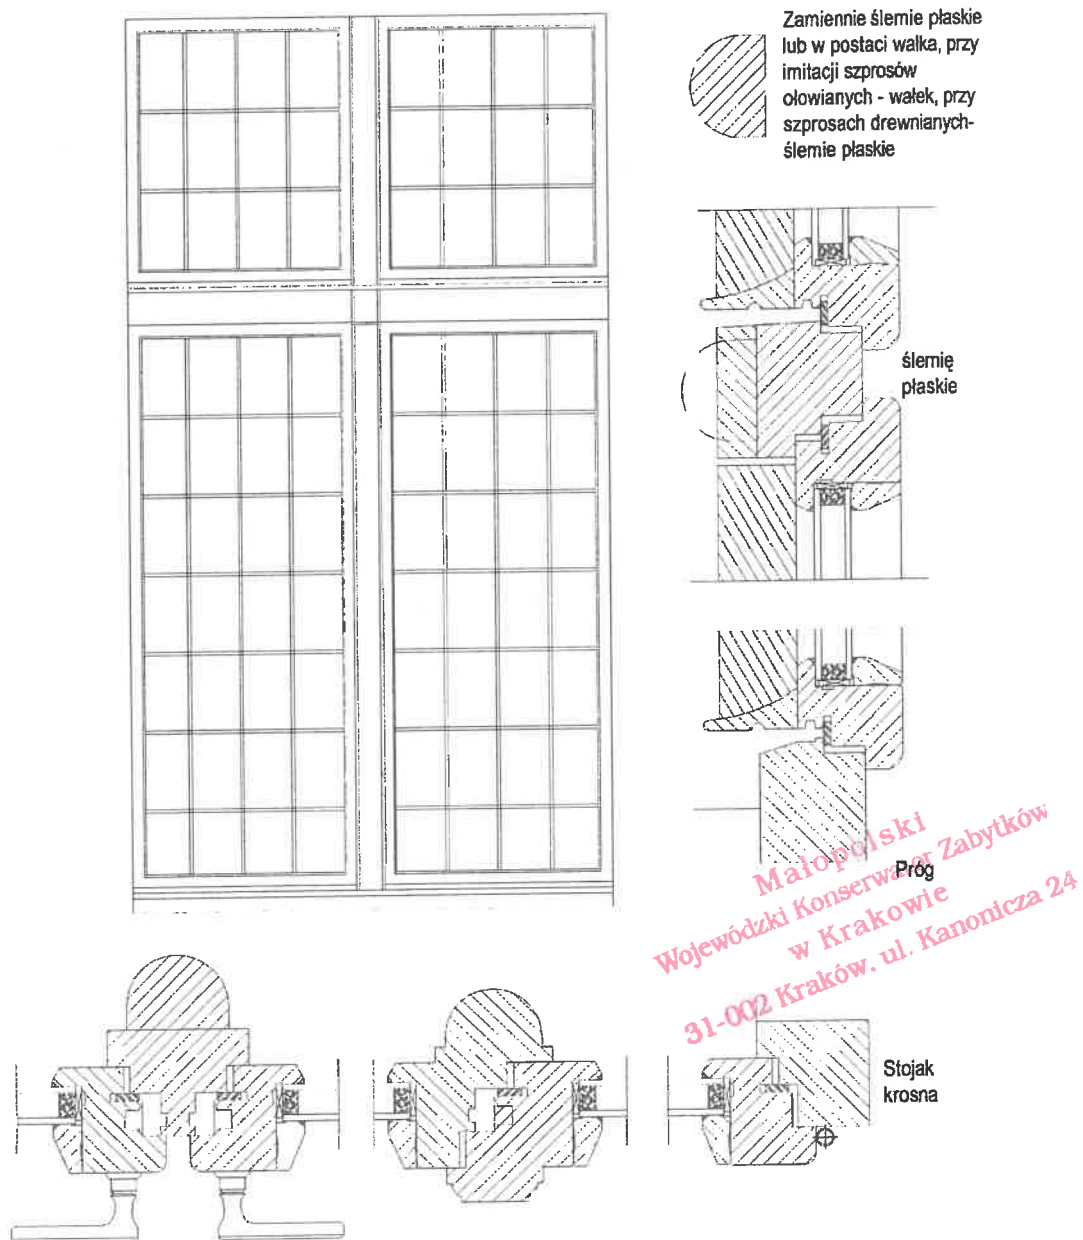 Zamiennie ślemie płaskie
lub w postaci wałka, przy
imitacji szprosów
ołowianych - wałek, przy
szprosach drewnianych-
ślemie płaskie
ślemię
płaskie
Próg
Małopolski
Wojewódzki Konserwator Zabytków
w Krakowie
31-002 Kraków, ul. Kanonicza 24
Stojak
krosna